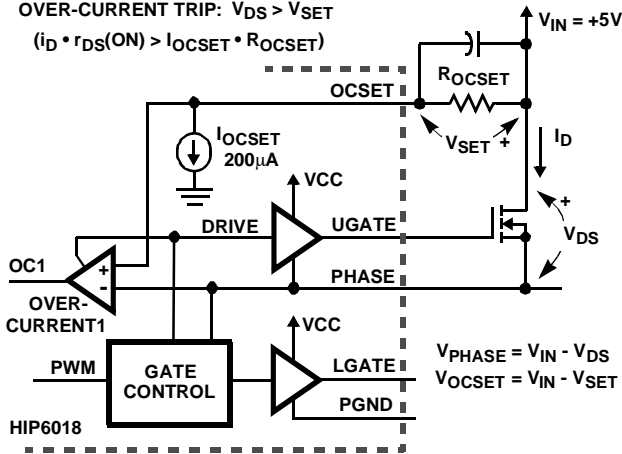 OVER-CURRENT TRIP: VDS > VSET
(iD • rDS(ON) > IOCSET • ROCSET)
VIN = +5V
ROCSET
OCSET
VSET +
IOCSET
200µA
ID
VCC
+
VDS
DRIVE
UGATE
OC1
+
-
PHASE
OVER-
CURRENT1
VCC
PWM
GATE
CONTROL
LGATE
PGND
VPHASE = VIN - VDS
VOCSET = VIN - VSET
HIP6018